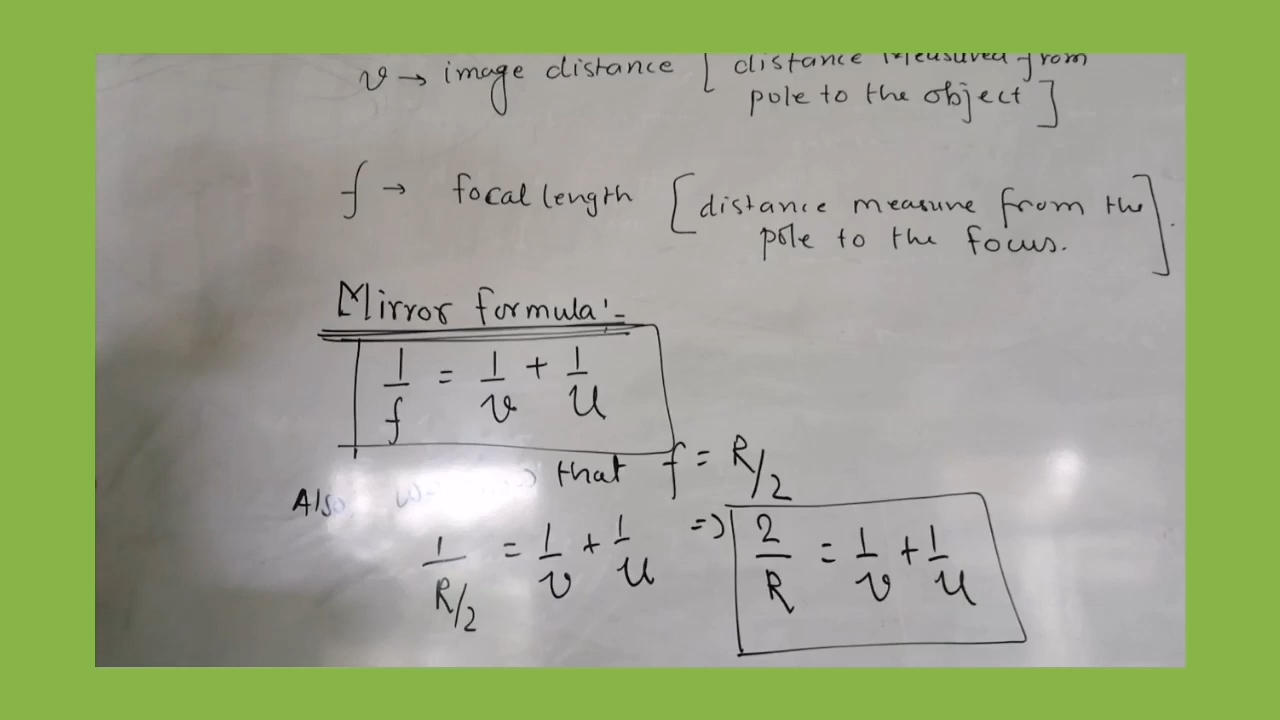 v → image distance [ distance measured from
pole to the object ]
f → focal length [ distance measure from the
pole to the focus. ]
Mirror formula :-
1/f = 1/v + 1/u
Also that f = R/2
1/R/2 = 1/v + 1/u => 2/R = 1/v + 1/u